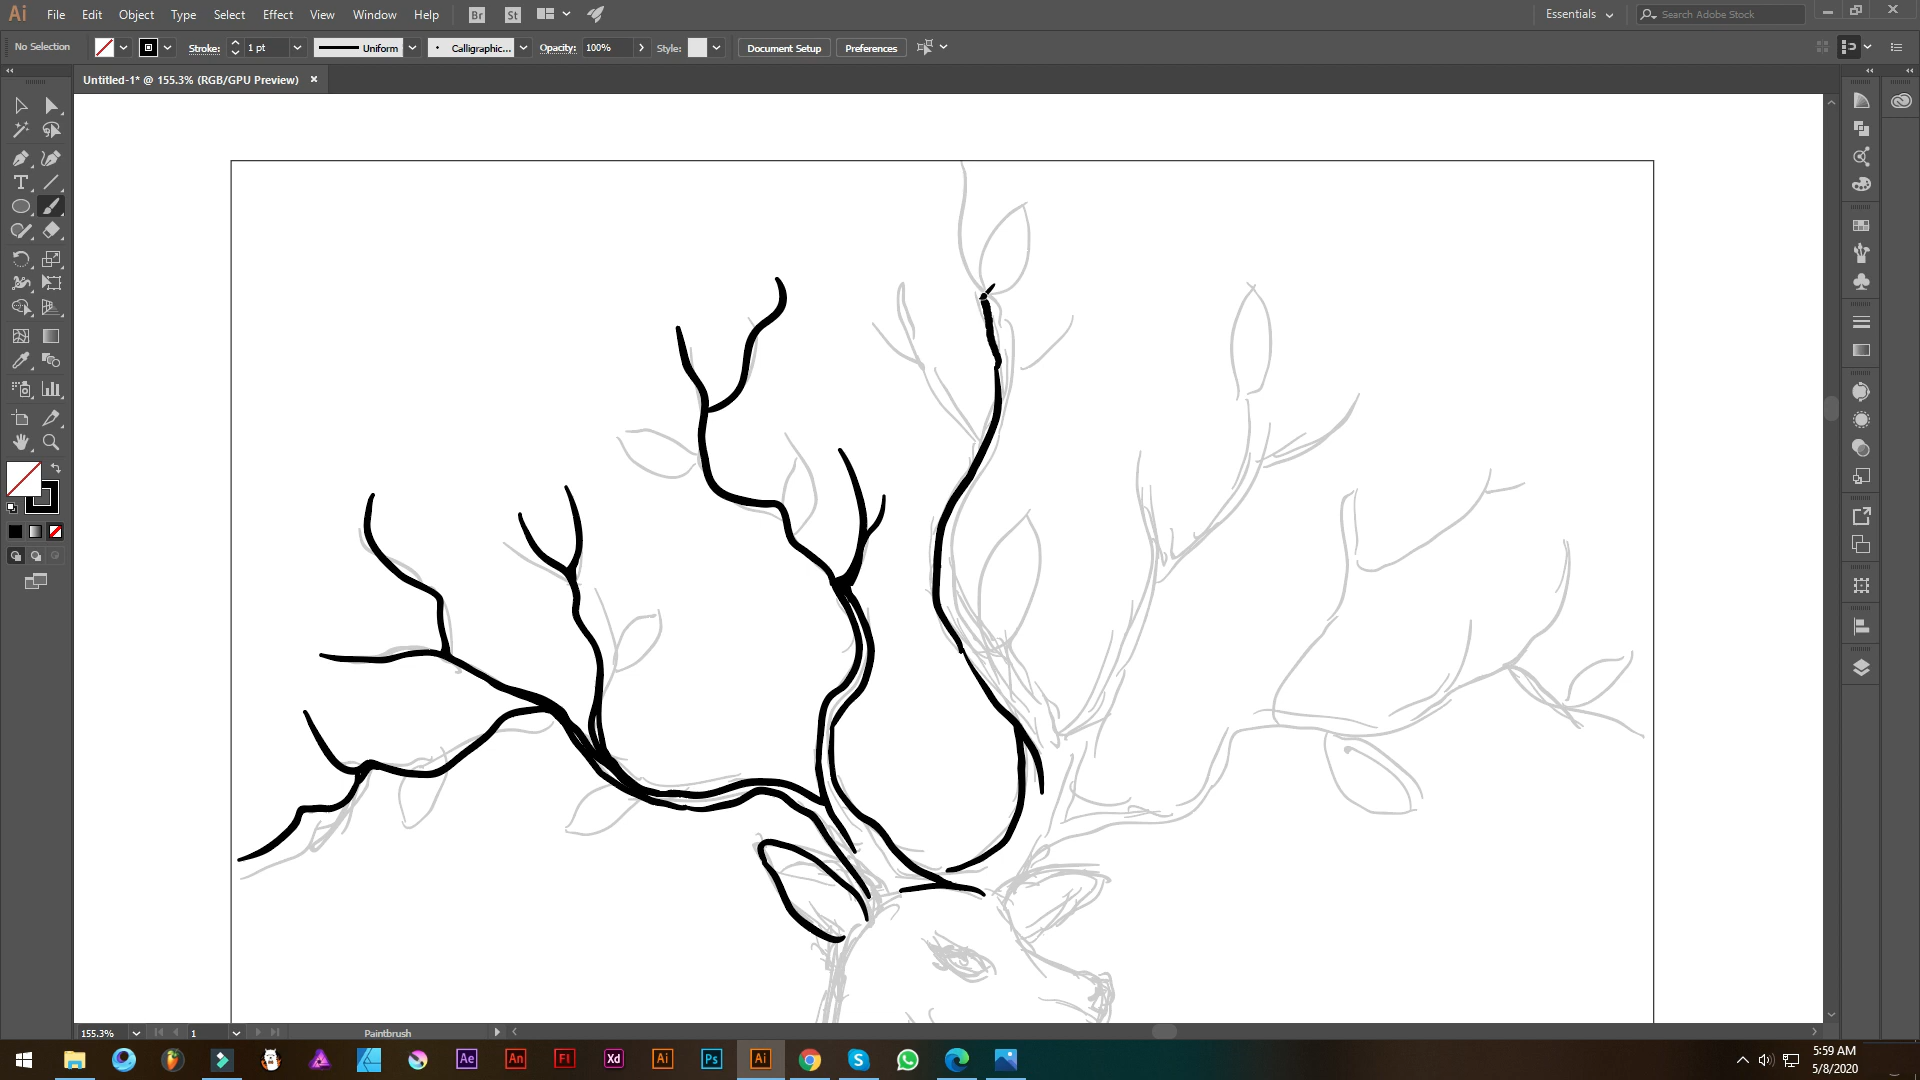 Ai File Edit Object Type Select Effect View Window Help Br St Essentials Search Adobe Stock
No Selection Stroke: 1 pt Uniform Calligraphic... Opacity: 100% Style: Document Setup Preferences
Untitled-1* @ 155.3% (RGB/GPU Preview)
155.3% 1 Paintbrush
Ae An Fl Xd Ai Ps Ai
5:59 AM
5/8/2020